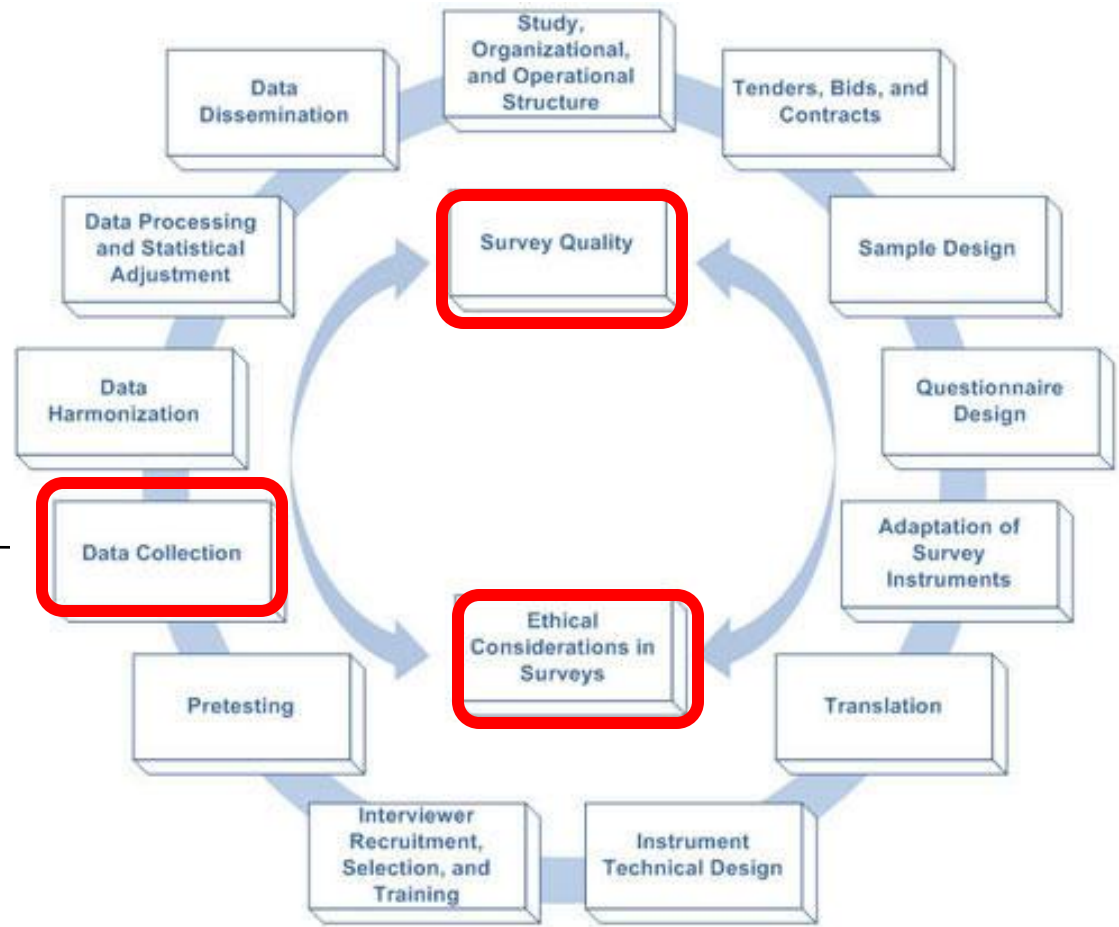 Study,
Organizational,
and Operational
Structure
Tenders, Bids, and
Contracts
Sample Design
Questionnaire
Design
Adaptation of
Survey
Instruments
Translation
Instrument
Technical Design
Interviewer
Recruitment,
Selection, and
Training
Pretesting
Data Collection
Data
Harmonization
Data Processing
and Statistical
Adjustment
Data
Dissemination
Survey Quality
Ethical
Considerations in
Surveys